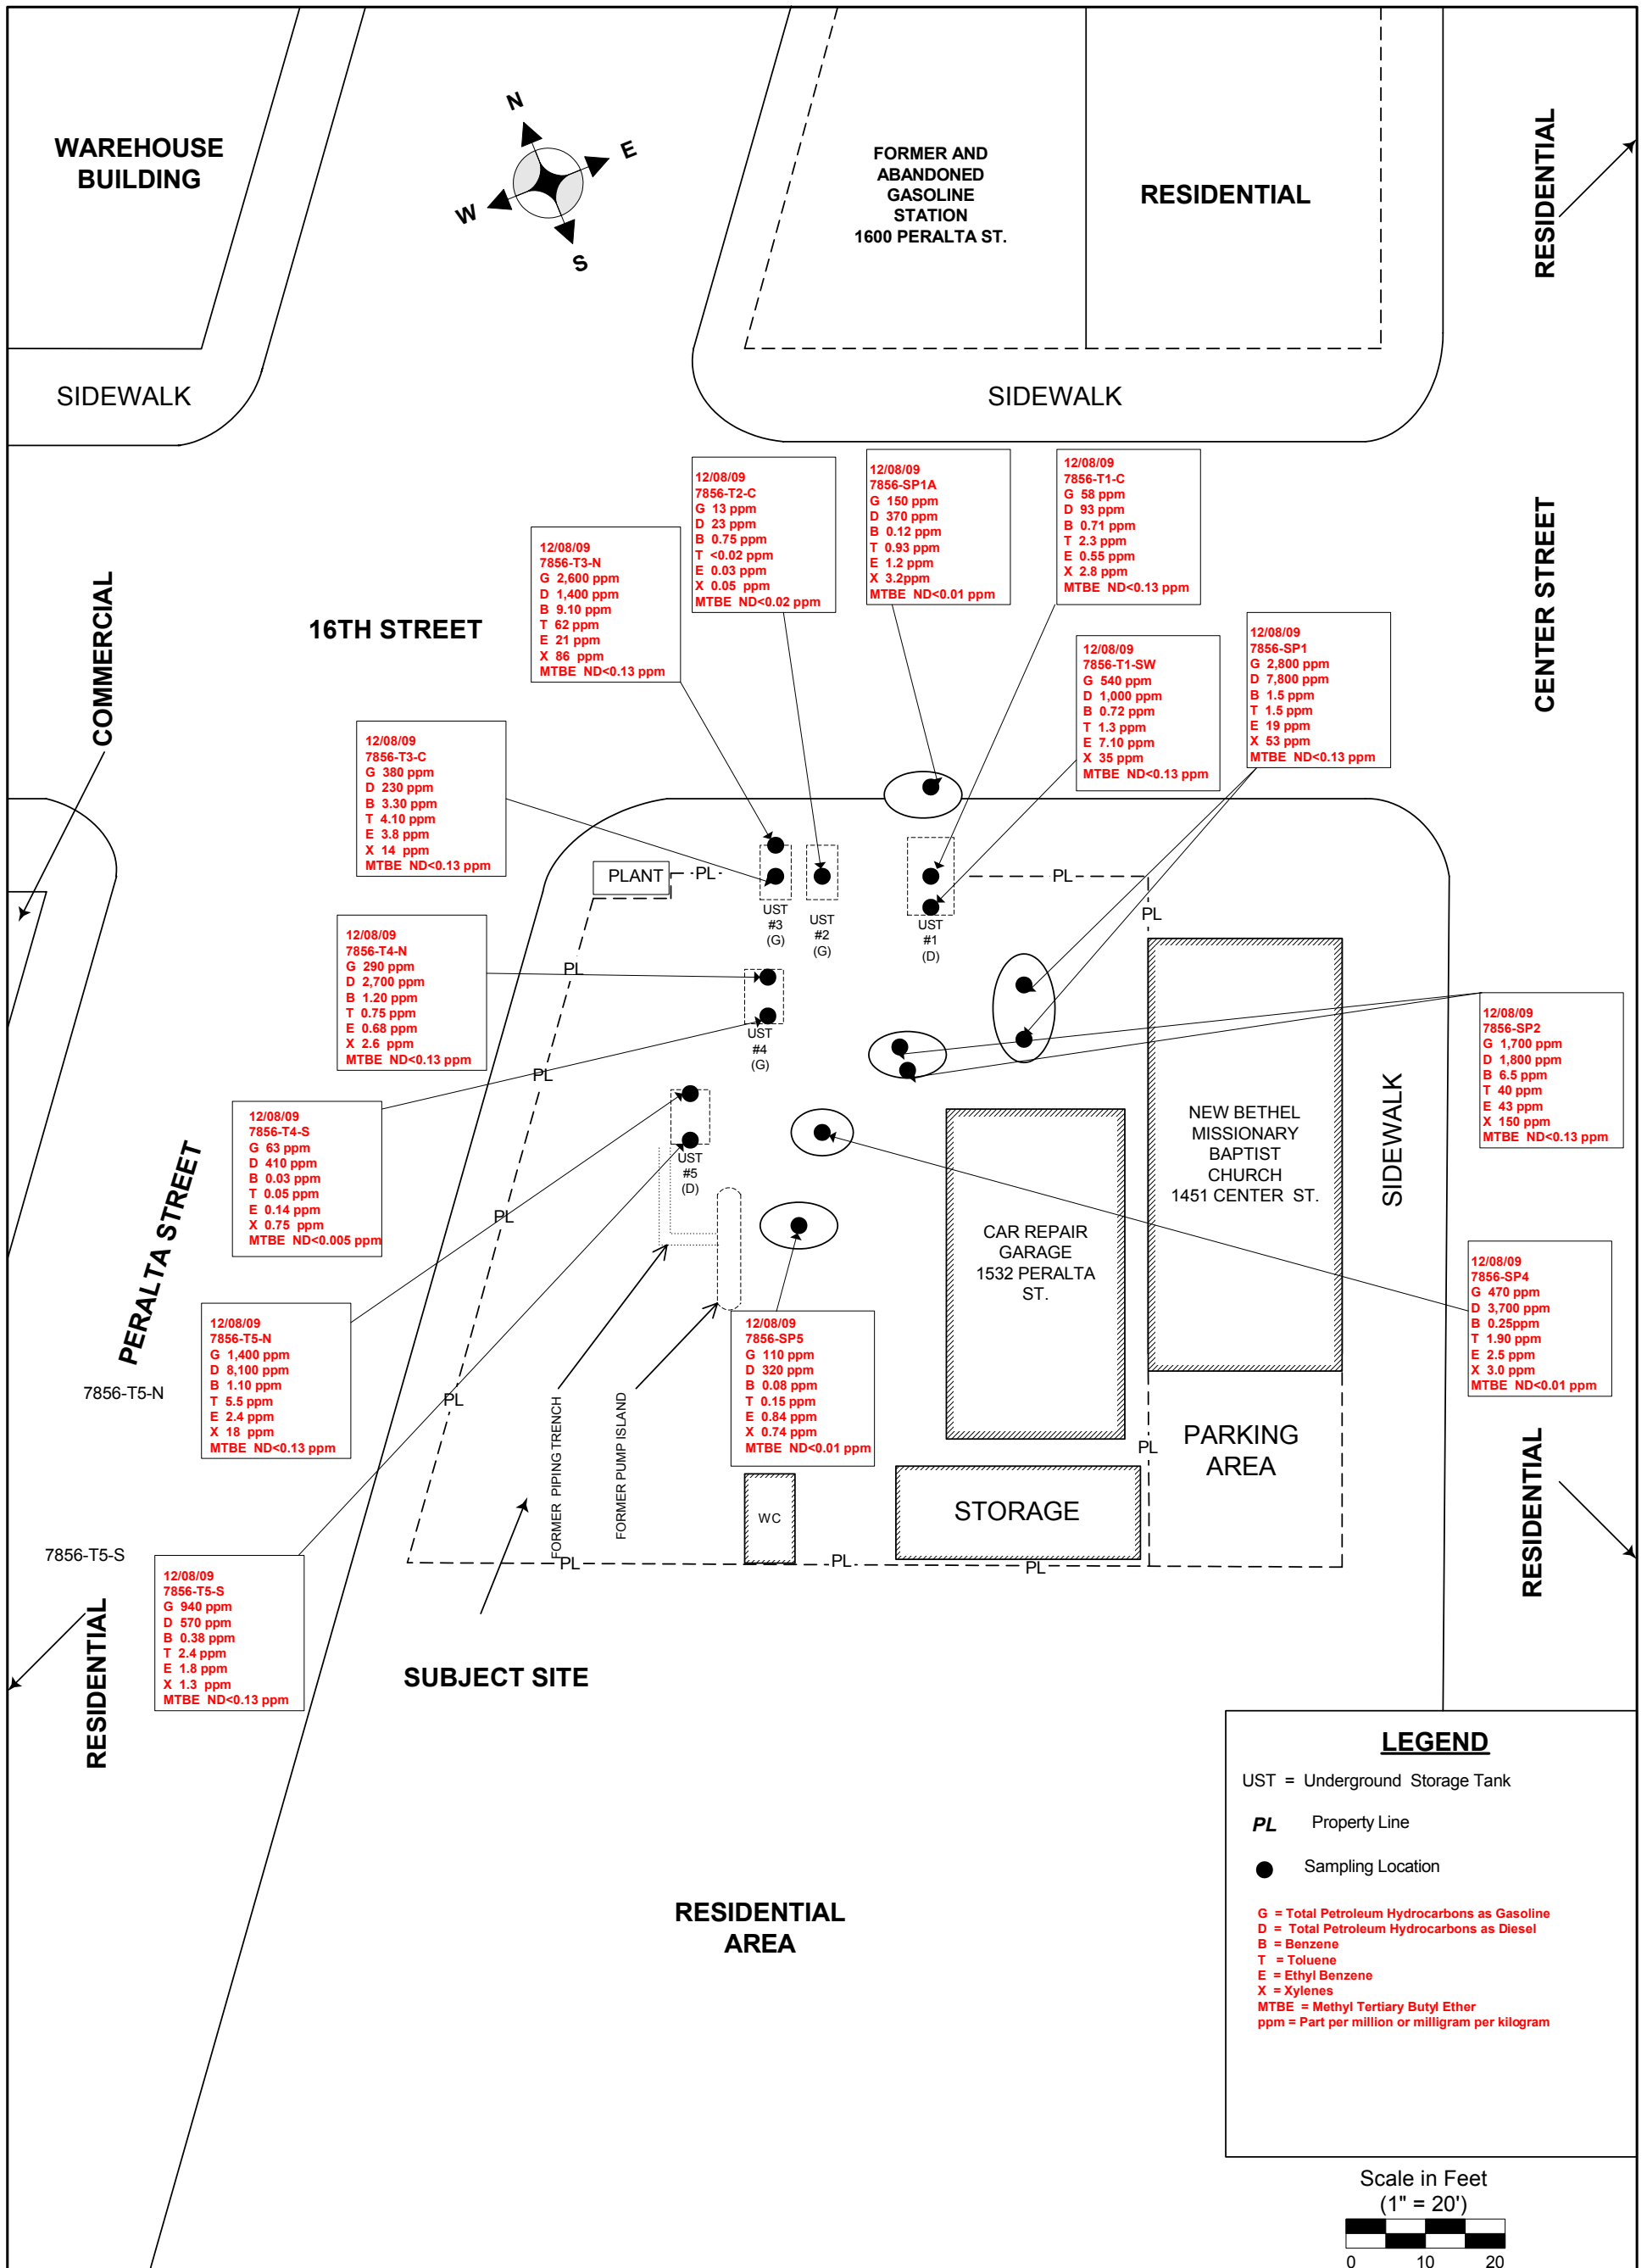 WAREHOUSE
BUILDING
N
E
W
S
FORMER AND
ABANDONED
GASOLINE
STATION
1600 PERALTA ST.
RESIDENTIAL
RESIDENTIAL
SIDEWALK
SIDEWALK
COMMERCIAL
16TH STREET
CENTER STREET
12/08/09
7856-T3-N
G 2,600 ppm
D 1,400 ppm
B 9.10 ppm
T 62 ppm
E 21 ppm
X 86 ppm
MTBE ND<0.13 ppm
12/08/09
7856-T2-C
G 13 ppm
D 23 ppm
B 0.75 ppm
T <0.02 ppm
E 0.03 ppm
X 0.05 ppm
MTBE ND<0.02 ppm
12/08/09
7856-SP1A
G 150 ppm
D 370 ppm
B 0.12 ppm
T 0.93 ppm
E 1.2 ppm
X 3.2ppm
MTBE ND<0.01 ppm
12/08/09
7856-T1-C
G 58 ppm
D 93 ppm
B 0.71 ppm
T 2.3 ppm
E 0.55 ppm
X 2.8 ppm
MTBE ND<0.13 ppm
12/08/09
7856-T1-SW
G 540 ppm
D 1,000 ppm
B 0.72 ppm
T 1.3 ppm
E 7.10 ppm
X 35 ppm
MTBE ND<0.13 ppm
12/08/09
7856-SP1
G 2,800 ppm
D 7,800 ppm
B 1.5 ppm
T 1.5 ppm
E 19 ppm
X 53 ppm
MTBE ND<0.13 ppm
12/08/09
7856-T3-C
G 380 ppm
D 230 ppm
B 3.30 ppm
T 4.10 ppm
E 3.8 ppm
X 14 ppm
MTBE ND<0.13 ppm
PLANT
PL
PL
PL
UST
#3
(G)
UST
#2
(G)
UST
#1
(D)
12/08/09
7856-T4-N
G 290 ppm
D 2,700 ppm
B 1.20 ppm
T 0.75 ppm
E 0.68 ppm
X 2.6 ppm
MTBE ND<0.13 ppm
PL
UST
#4
(G)
PL
12/08/09
7856-SP2
G 1,700 ppm
D 1,800 ppm
B 6.5 ppm
T 40 ppm
E 43 ppm
X 150 ppm
MTBE ND<0.13 ppm
12/08/09
7856-T4-S
G 63 ppm
D 410 ppm
B 0.03 ppm
T 0.05 ppm
E 0.14 ppm
X 0.75 ppm
MTBE ND<0.005 ppm
UST
#5
(D)
PL
NEW BETHEL
MISSIONARY
BAPTIST
CHURCH
1451 CENTER ST.
SIDEWALK
CAR REPAIR
GARAGE
1532 PERALTA
ST.
PERALTA STREET
12/08/09
7856-SP4
G 470 ppm
D 3,700 ppm
B 0.25ppm
T 1.90 ppm
E 2.5 ppm
X 3.0 ppm
MTBE ND<0.01 ppm
7856-T5-N
12/08/09
7856-T5-N
G 1,400 ppm
D 8,100 ppm
B 1.10 ppm
T 5.5 ppm
E 2.4 ppm
X 18 ppm
MTBE ND<0.13 ppm
PL
12/08/09
7856-SP5
G 110 ppm
D 320 ppm
B 0.08 ppm
T 0.15 ppm
E 0.84 ppm
X 0.74 ppm
MTBE ND<0.01 ppm
FORMER PIPING TRENCH
FORMER PUMP ISLAND
PL
PARKING
AREA
WC
STORAGE
PL
PL
PL
RESIDENTIAL
7856-T5-S
12/08/09
7856-T5-S
G 940 ppm
D 570 ppm
B 0.38 ppm
T 2.4 ppm
E 1.8 ppm
X 1.3 ppm
MTBE ND<0.13 ppm
RESIDENTIAL
SUBJECT SITE
RESIDENTIAL
AREA
LEGEND
UST = Underground Storage Tank
PL Property Line
Sampling Location
G = Total Petroleum Hydrocarbons as Gasoline
D = Total Petroleum Hydrocarbons as Diesel
B = Benzene
T = Toluene
E = Ethyl Benzene
X = Xylenes
MTBE = Methyl Tertiary Butyl Ether
ppm = Part per million or milligram per kilogram
Scale in Feet
(1" = 20')
0 10 20